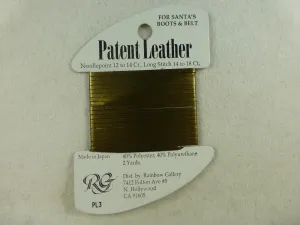 FOR SANTA'S
BOOTS & BELT
Patent Leather
Needlepoint 12 to 14 Ct. Long Stitch 14 to 18 Ct.
Made in Japan
60% Polyester, 40% Polyurethane
2 Yards
RG
Dist. by: Rainbow Gallery
7412 Fulton Ave #5
N. Hollywood
CA 91605
PL3